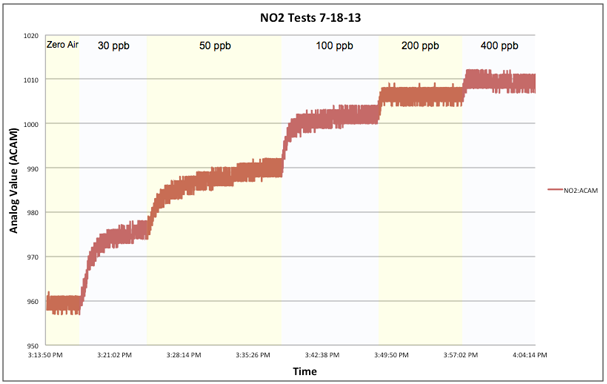 NO2 Tests 7-18-13
Zero Air 30 ppb 50 ppb 100 ppb 200 ppb 400 ppb
1020
1010
1000
990
980
970
960
950
Analog Value (ACAM)
NO2:ACAM
3:13:50 PM 3:21:02 PM 3:28:14 PM 3:35:26 PM 3:42:38 PM 3:49:50 PM 3:57:02 PM 4:04:14 PM
Time